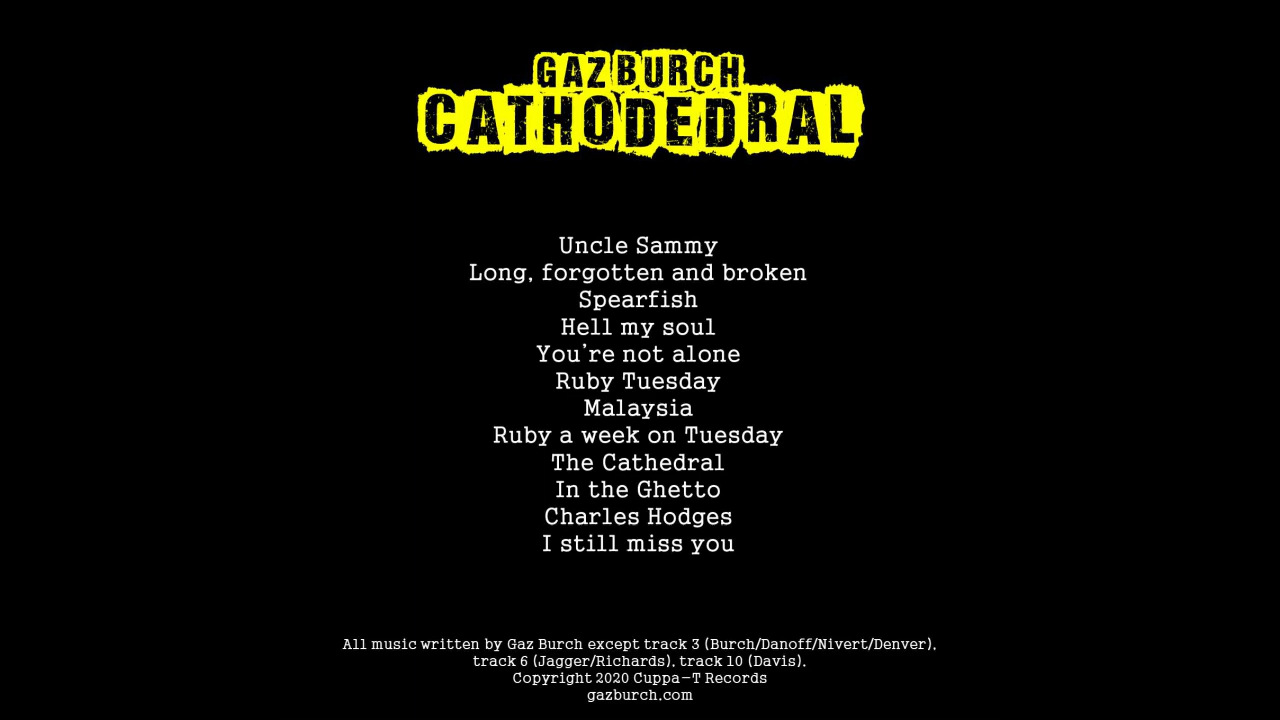 GAZ BURCH
CATHODEDRAL
Uncle Sammy
Long, forgotten and broken
Spearfish
Hell my soul
You're not alone
Ruby Tuesday
Malaysia
Ruby a week on Tuesday
The Cathedral
In the Ghetto
Charles Hodges
I still miss you
All music written by Gaz Burch except track 3 (Burch/Danoff/Nivert/Denver),
track 6 (Jagger/Richards), track 10 (Davis).
Copyright 2020 Cuppa-T Records
gazburch.com